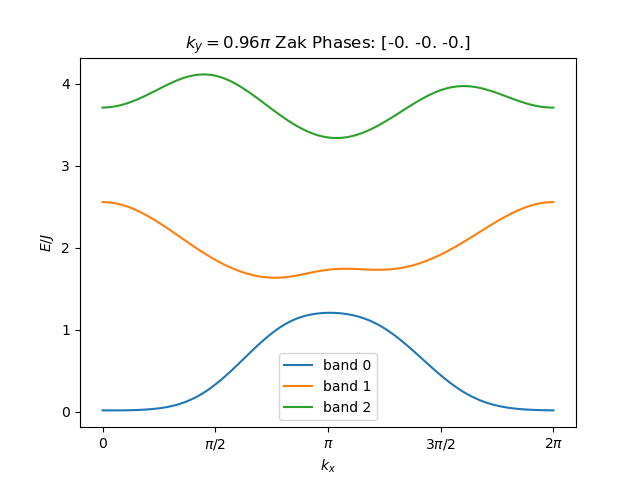 k_y = 0.96π Zak Phases: [-0. -0. -0.]
4
3
2
1
0
E/J
band 0
band 1
band 2
0 π/2 π 3π/2 2π
k_x